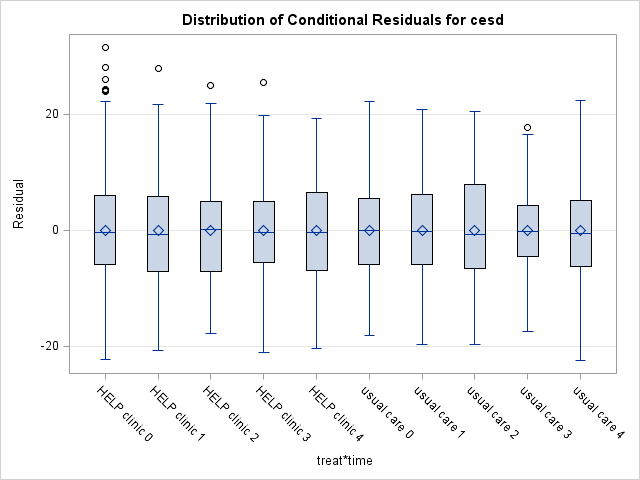 Distribution of Conditional Residuals for cesd
Residual
20
0
-20
HELP clinic 0
HELP clinic 1
HELP clinic 2
HELP clinic 3
HELP clinic 4
usual care 0
usual care 1
usual care 2
usual care 3
usual care 4
treat*time